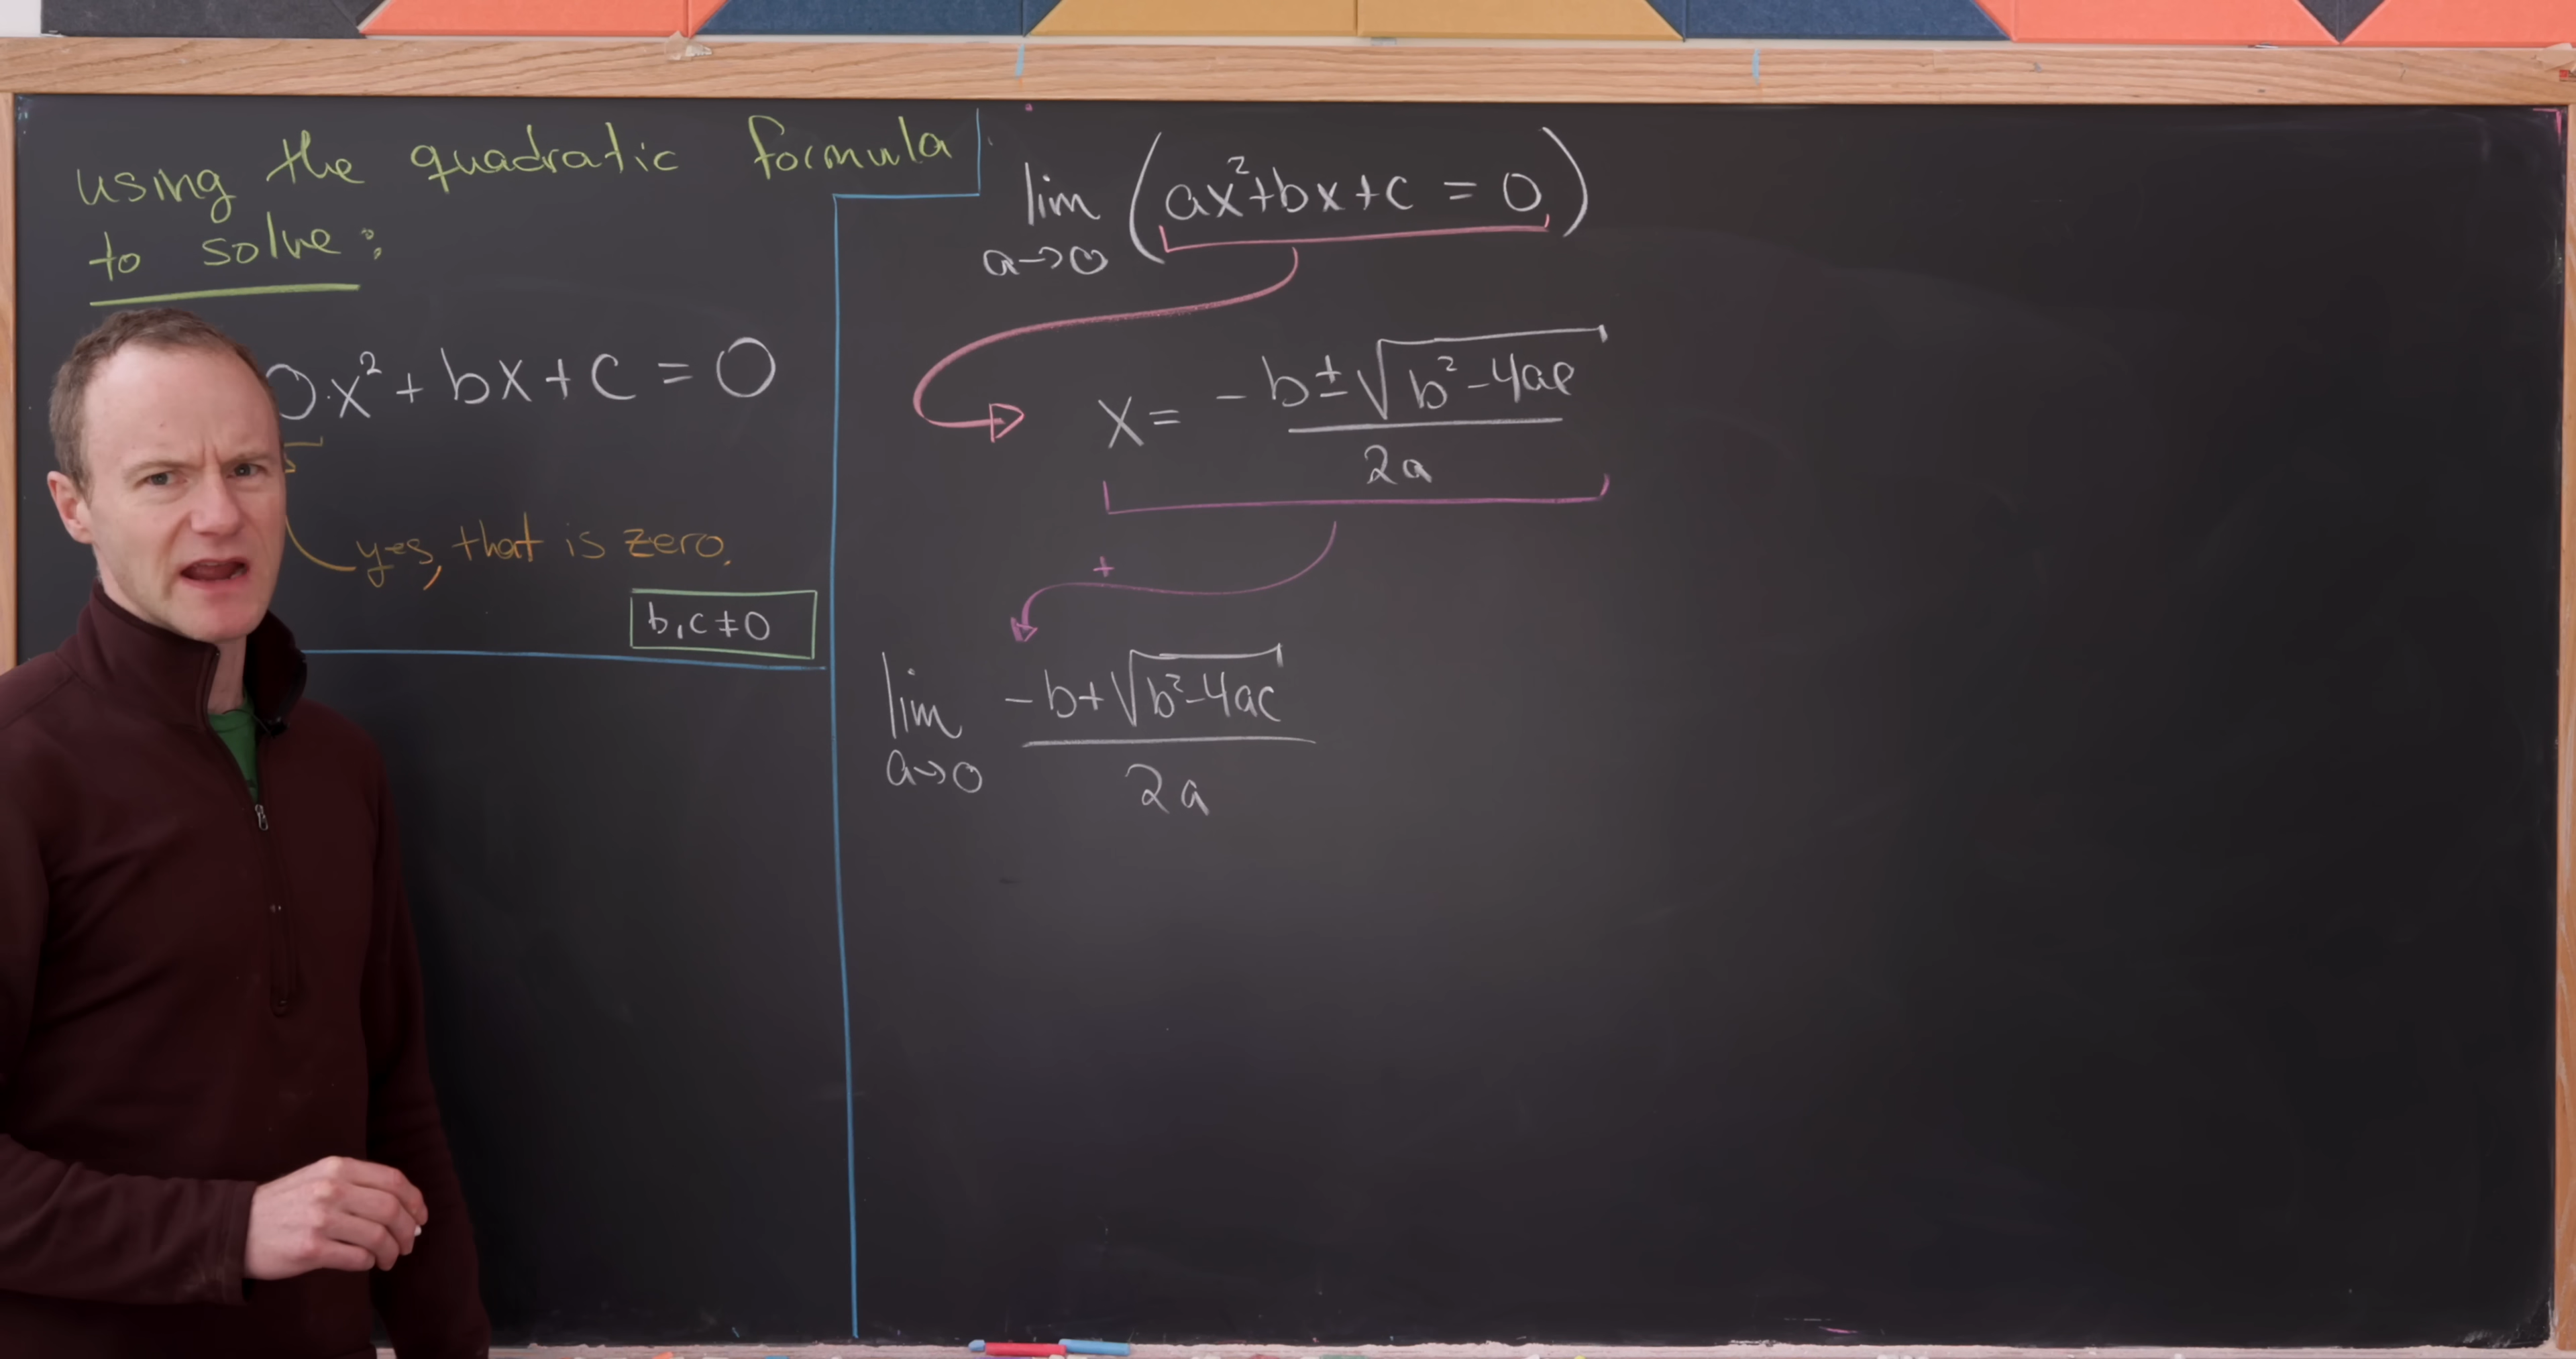 using the quadratic formula
to solve:
0·x² + bx + c = 0
yes, that is zero.
b,c ≠ 0
lim (ax²+bx+c = 0)
a→0
x = -b±√b²-4ac
2a
+
lim -b+√b²-4ac
a→0 2a